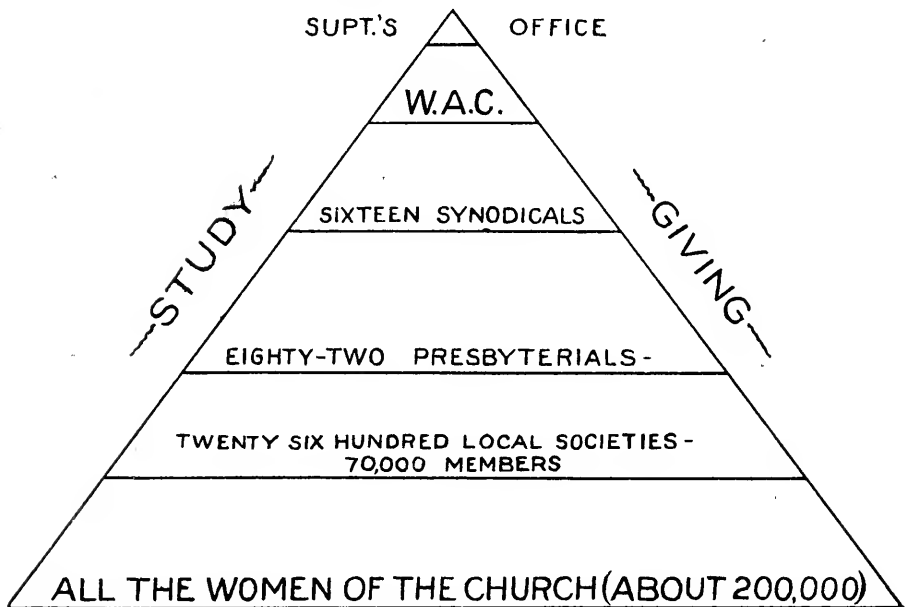 SUPT.'S OFFICE
W.A.C.
SIXTEEN SYNODICALS
STUDY
GIVING
EIGHTY-TWO PRESBYTERIALS-
TWENTY SIX HUNDRED LOCAL SOCIETIES-
70,000 MEMBERS
ALL THE WOMEN OF THE CHURCH (ABOUT 200,000)